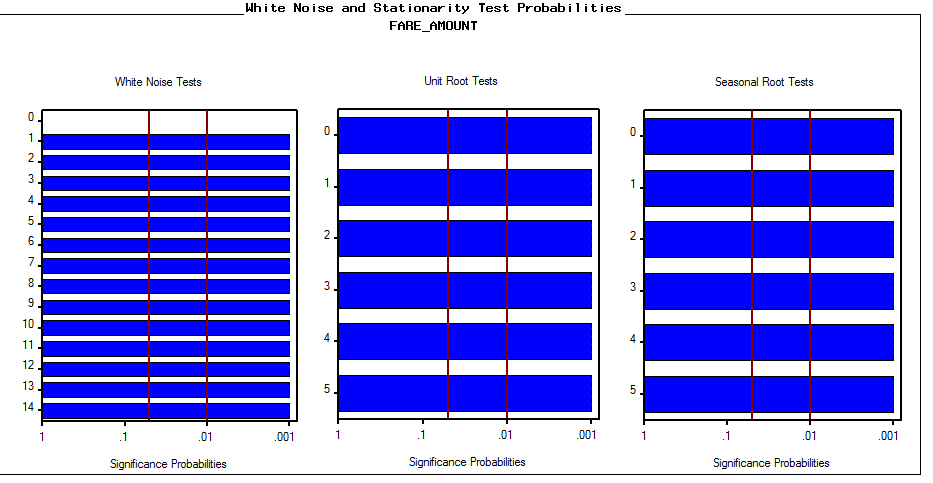 White Noise and Stationarity Test Probabilities
FARE_AMOUNT
White Noise Tests
0
1
2
3
4
5
6
7
8
9
10
11
12
13
14
1 .1 .01 .001
Significance Probabilities
Unit Root Tests
0
1
2
3
4
5
1 .1 .01 .001
Significance Probabilities
Seasonal Root Tests
0
1
2
3
4
5
1 .1 .01 .001
Significance Probabilities